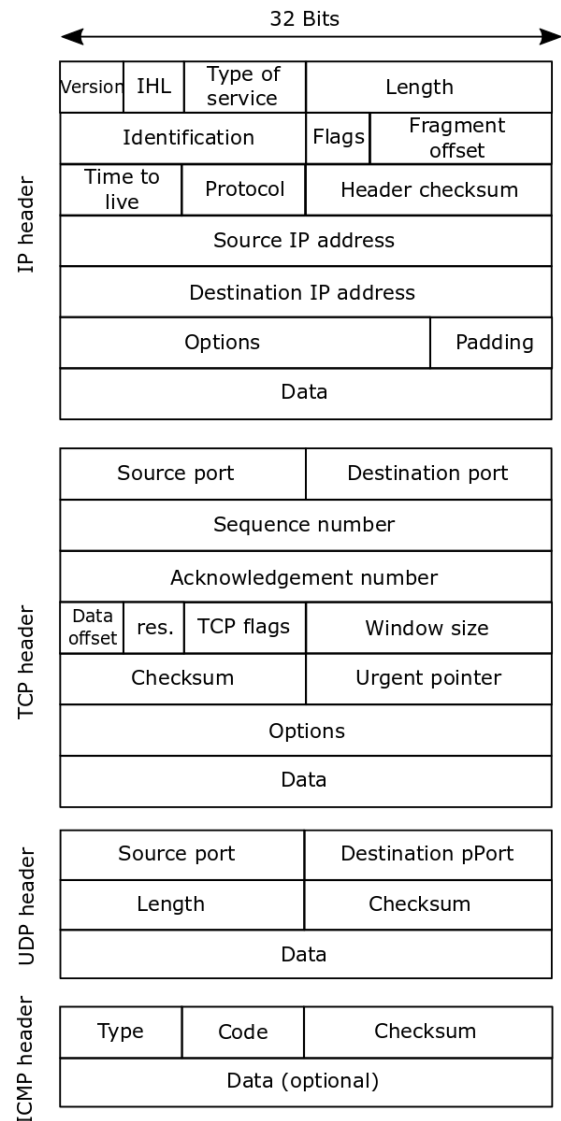 32 Bits
IP header
Version IHL Type of service Length
Identification Flags Fragment offset
Time to live Protocol Header checksum
Source IP address
Destination IP address
Options Padding
Data
TCP header
Source port Destination port
Sequence number
Acknowledgement number
Data offset res. TCP flags Window size
Checksum Urgent pointer
Options
Data
UDP header
Source port Destination pPort
Length Checksum
Data
ICMP header
Type Code Checksum
Data (optional)